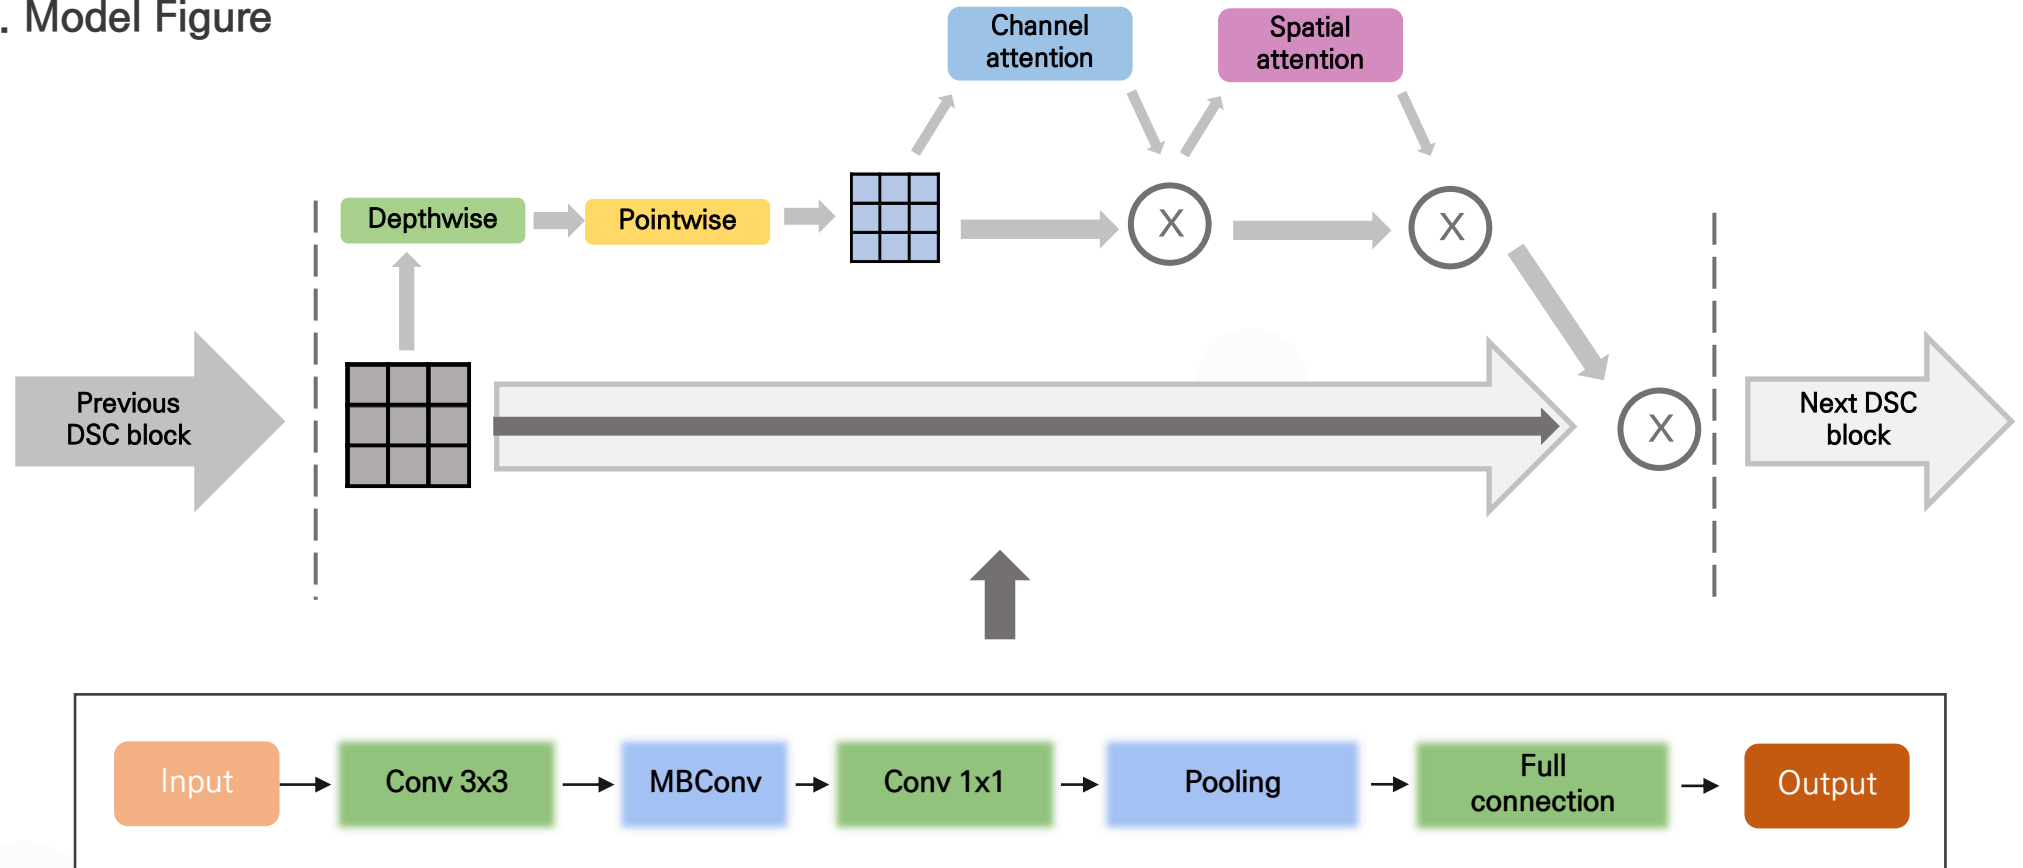 . Model Figure
Channel
attention
Spatial
attention
Depthwise
Pointwise
X
X
Previous
DSC block
X
Next DSC
block
Input
Conv 3x3
MBConv
Conv 1x1
Pooling
Full
connection
Output